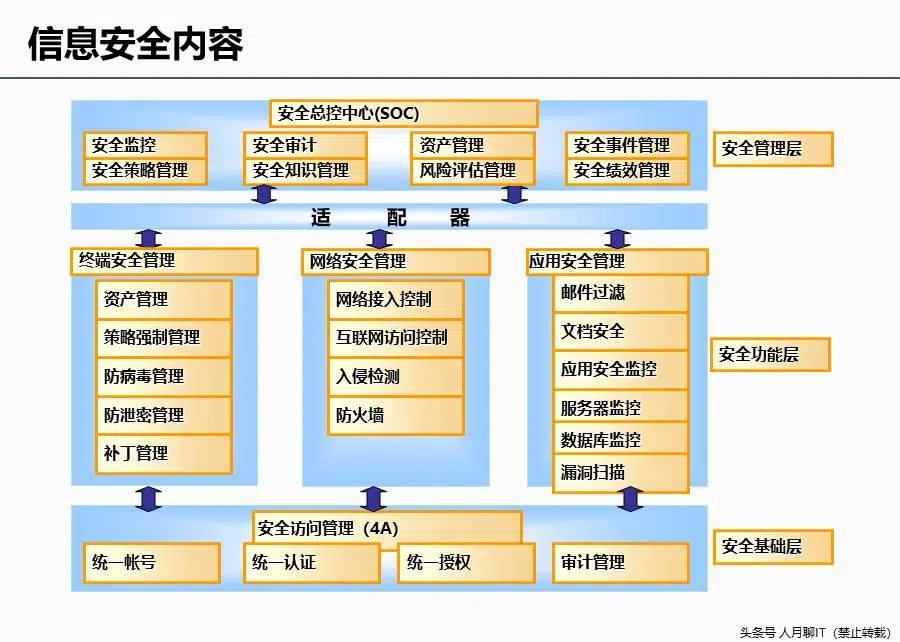 信息安全内容
安全总控中心(SOC)
安全监控
安全审计
资产管理
安全事件管理
安全策略管理
安全知识管理
风险评估管理
安全绩效管理
安全管理层
适 配 器
终端安全管理
资产管理
策略强制管理
防病毒管理
防泄密管理
补丁管理
网络安全管理
网络接入控制
互联网访问控制
入侵检测
防火墙
应用安全管理
邮件过滤
文档安全
应用安全监控
服务器监控
数据库监控
漏洞扫描
安全功能层
安全访问管理（4A）
统一帐号
统一认证
统一授权
审计管理
安全基础层
头条号 人月聊IT（禁止转载）